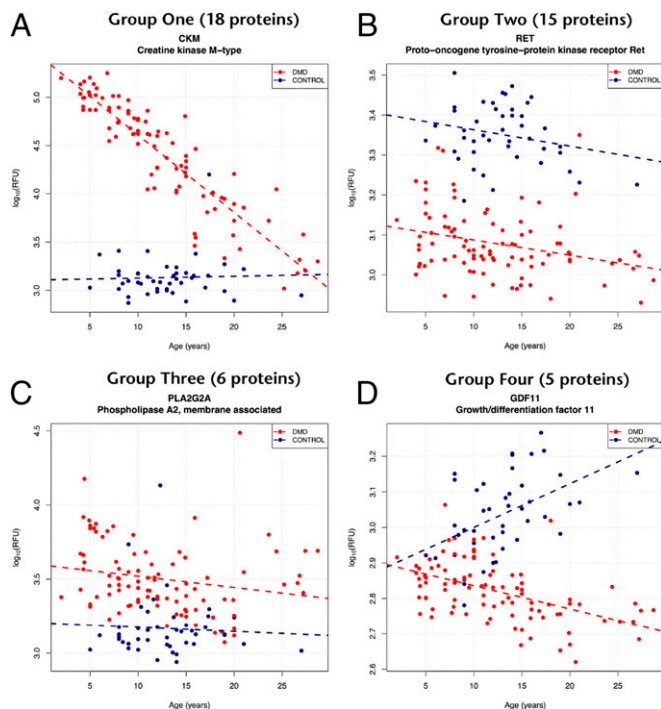 A
Group One (18 proteins)
CKM
Creatine kinase M-type
DMD
CONTROL
log10(RFU)
5.0
4.5
4.0
3.5
3.0
5 10 15 20 25
Age (years)
B
Group Two (15 proteins)
RET
Proto-oncogene tyrosine-protein kinase receptor Ret
DMD
CONTROL
log10(RFU)
3.5
3.4
3.3
3.2
3.1
3.0
5 10 15 20 25
Age (years)
C
Group Three (6 proteins)
PLA2G2A
Phospholipase A2, membrane associated
DMD
CONTROL
log10(RFU)
4.5
4.0
3.5
3.0
5 10 15 20 25
Age (years)
D
Group Four (5 proteins)
GDF11
Growth/differentiation factor 11
DMD
CONTROL
log10(RFU)
3.2
3.1
3.0
2.9
2.8
2.7
2.6
5 10 15 20 25
Age (years)